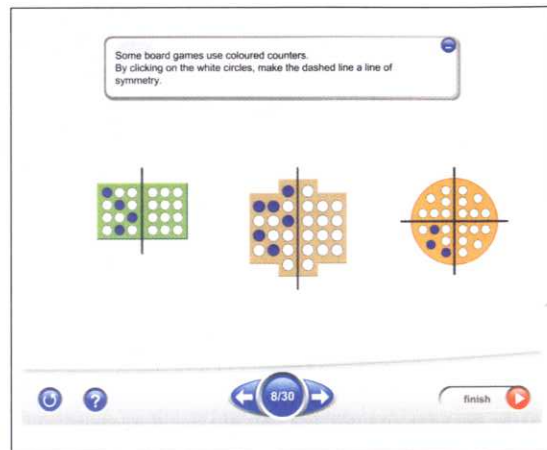 Some board games use coloured counters.
By clicking on the white circles, make the dashed line a line of
symmetry.
?
8/30
finish